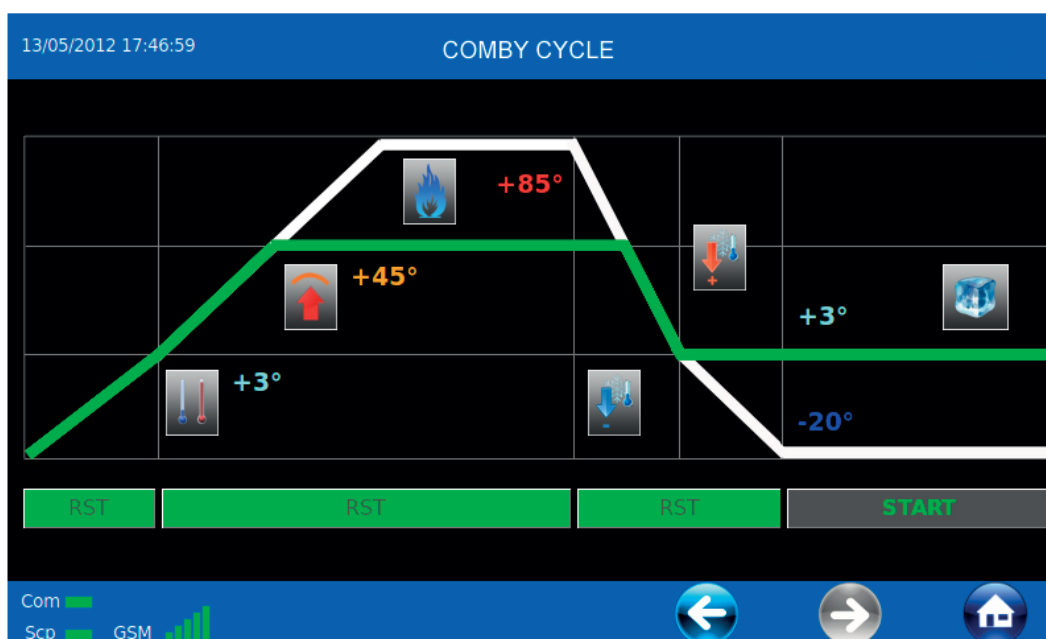 13/05/2012 17:46:59
COMBY CYCLE
+85°
+45°
+3°
+3°
-20°
+
-
RST
RST
RST
START
Com
Scp
GSM